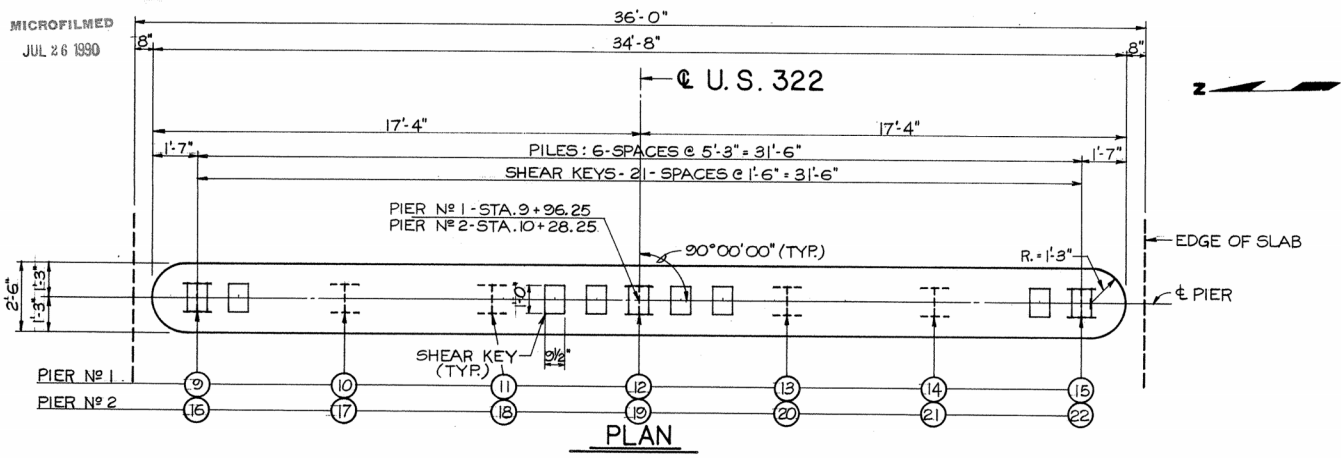 MICROFILMED
JUL 26 1990
36'-0"
8"
34'-8"
8"
℄ U.S. 322
Z
17'-4"
17'-4"
1'-7"
PILES: 6-SPACES @ 5'-3" = 31'-6"
1'-7"
SHEAR KEYS - 21 - SPACES @ 1'-6" = 31'-6"
PIER Nº 1 - STA. 9+96.25
PIER Nº 2 - STA. 10+28.25
90°00'00" (TYP.)
R. = 1'-3"
EDGE OF SLAB
2'-6"
1'-3"
1'-3"
1'-0"
℄ PIER
SHEAR KEY
(TYP.)
9½"
PIER Nº 1
9
10
11
12
13
14
15
PIER Nº 2
16
17
18
19
20
21
22
PLAN